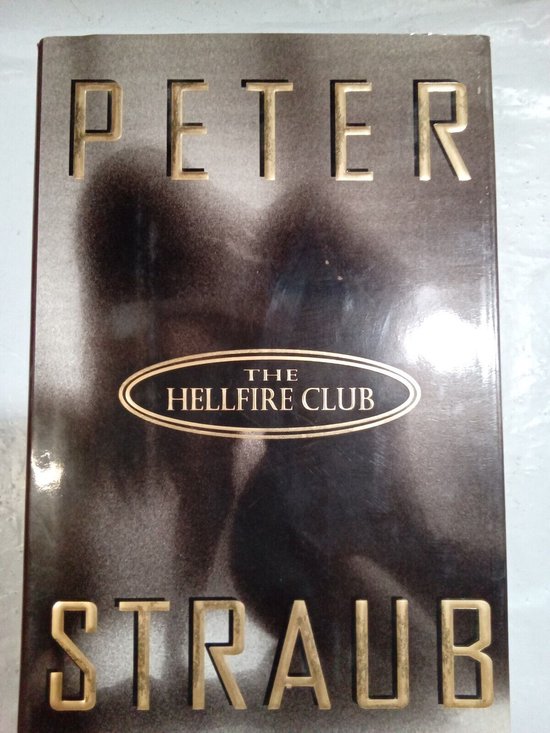 PETER
THE
HELLFIRE CLUB
STRAUB